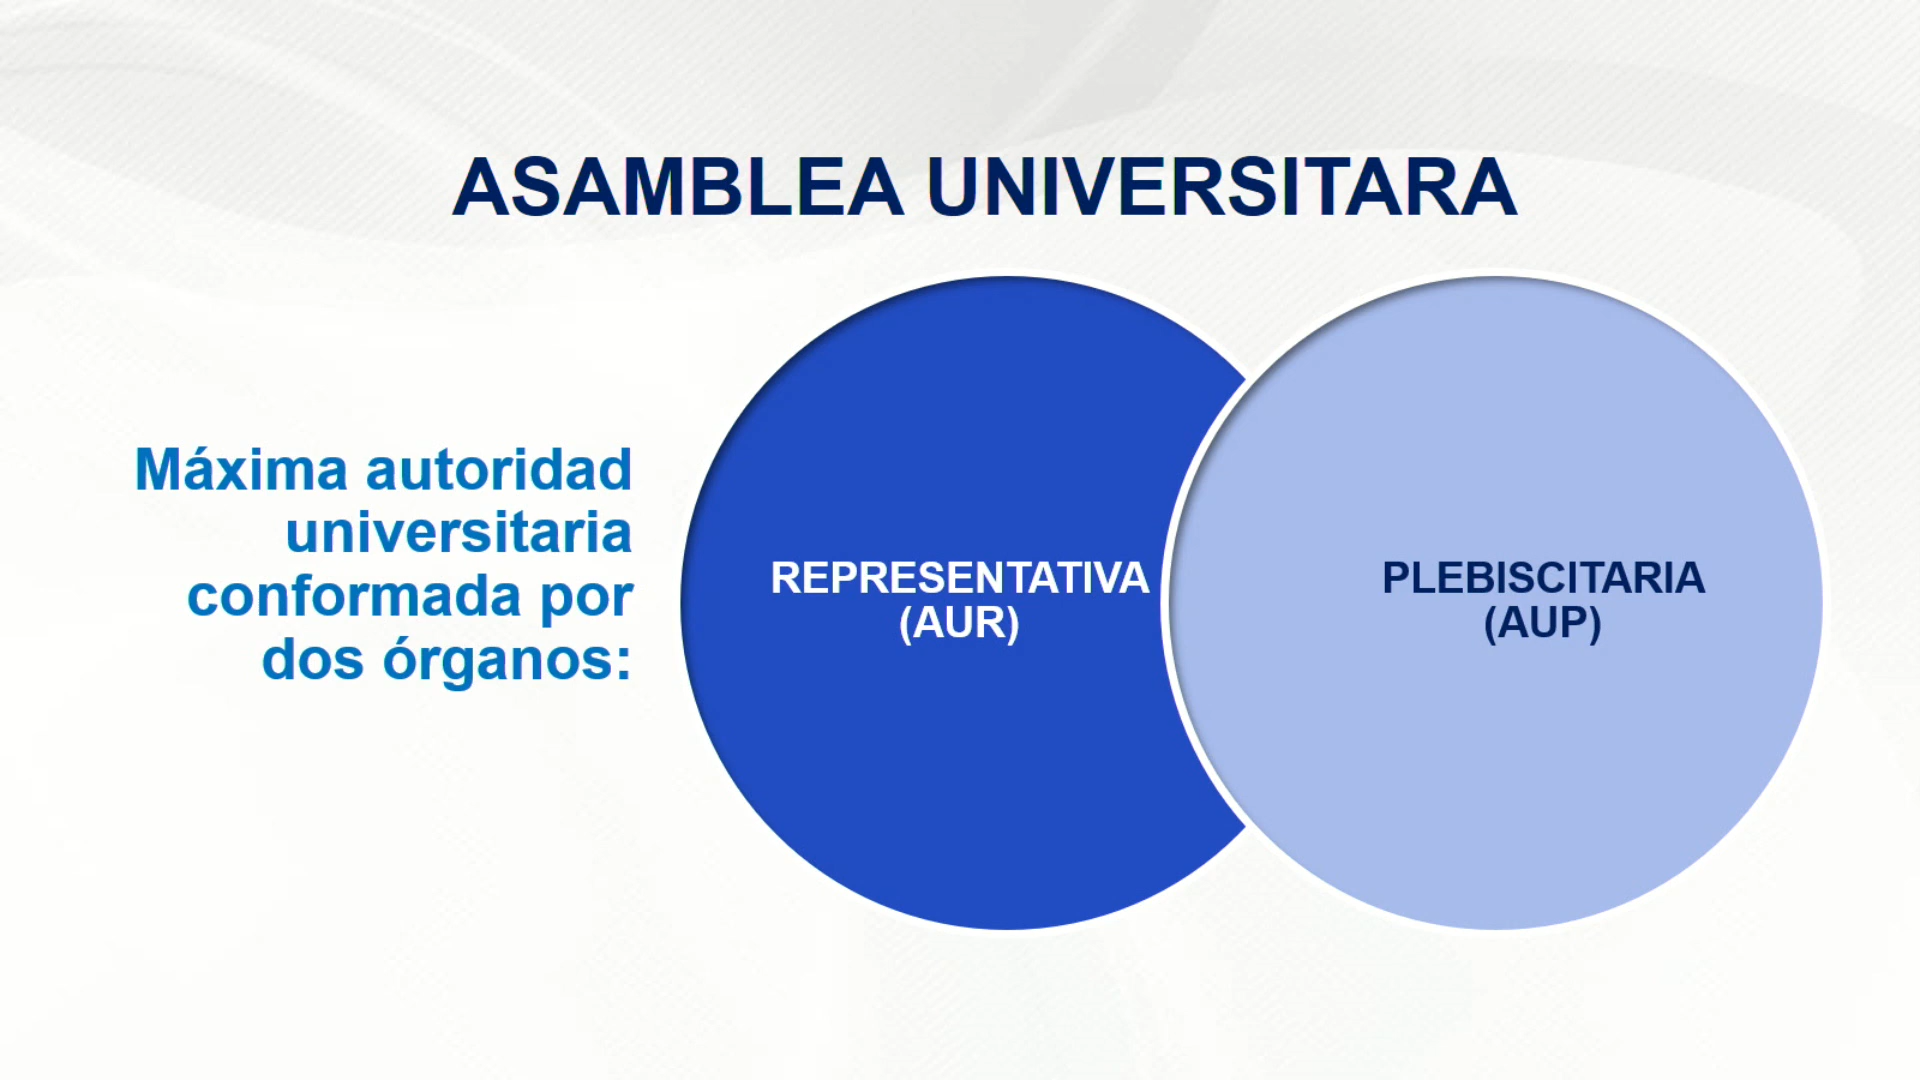 ASAMBLEA UNIVERSITARA
Máxima autoridad
universitaria
conformada por
dos órganos:
REPRESENTATIVA
(AUR)
PLEBISCITARIA
(AUP)